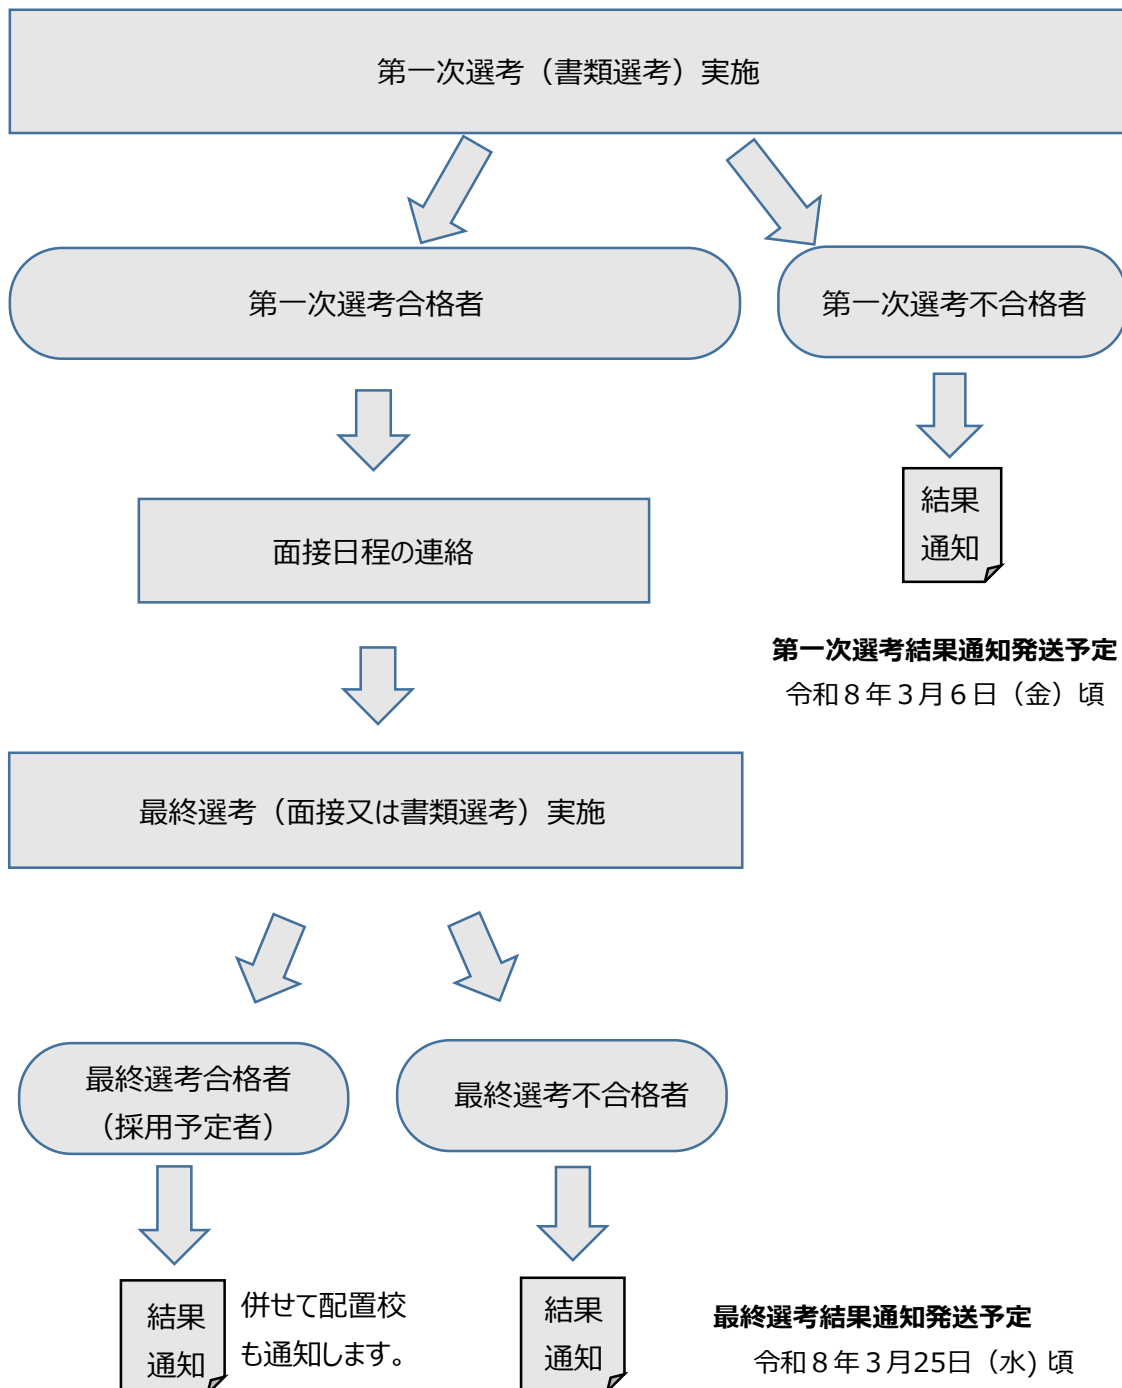 第一次選考（書類選考）実施
第一次選考合格者
第一次選考不合格者
結果
通知
面接日程の連絡
第一次選考結果通知発送予定
令和８年３月６日（金）頃
最終選考（面接又は書類選考）実施
最終選考合格者
（採用予定者）
最終選考不合格者
結果
通知
併せて配置校
も通知します。
結果
通知
最終選考結果通知発送予定
令和８年３月25日（水) 頃